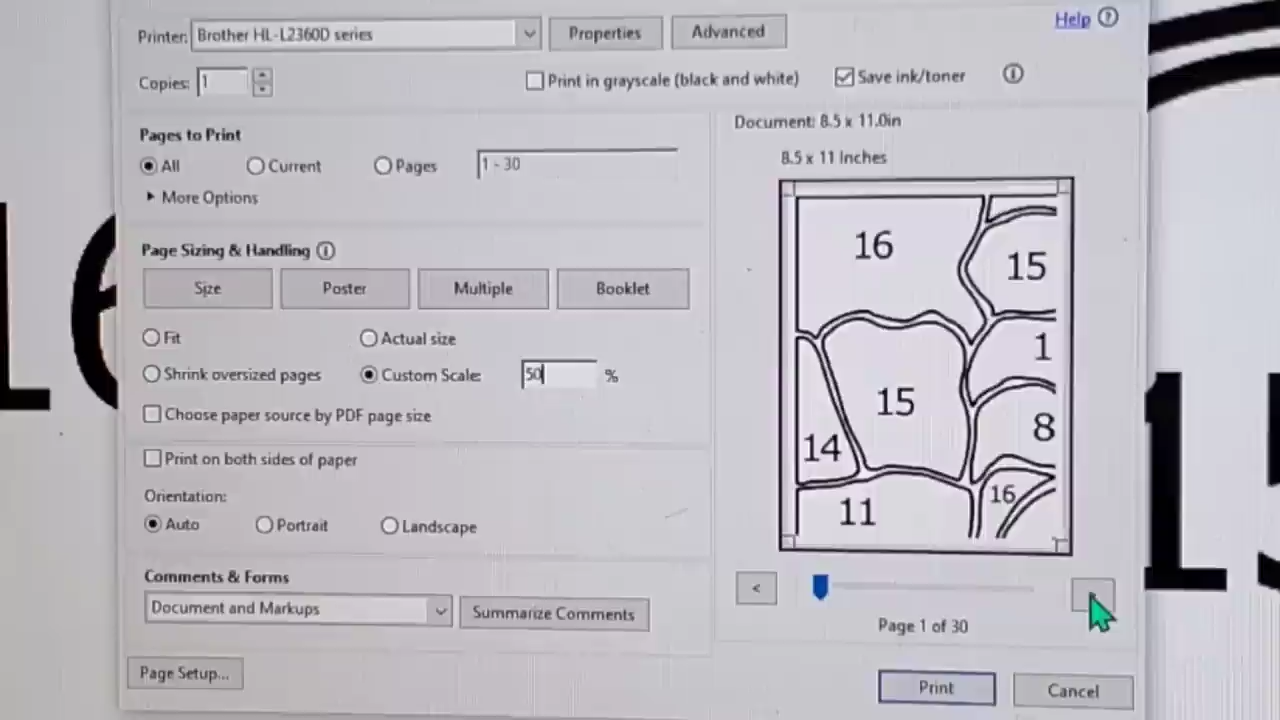 Printer: Brother HL-L2360D series Properties Advanced Help ?
Copies: 1 Print in grayscale (black and white) Save ink/toner
Pages to Print
All Current Pages 1 - 30
More Options
Page Sizing & Handling
Size Poster Multiple Booklet
Fit Actual size
Shrink oversized pages Custom Scale: 50 %
Choose paper source by PDF page size
Print on both sides of paper
Orientation:
Auto Portrait Landscape
Comments & Forms
Document and Markups Summarize Comments
Page Setup...
Document: 8.5 x 11.0in
8.5 x 11 Inches
16
15
1
15
8
14
16
11
<
Page 1 of 30
Print Cancel
16
15